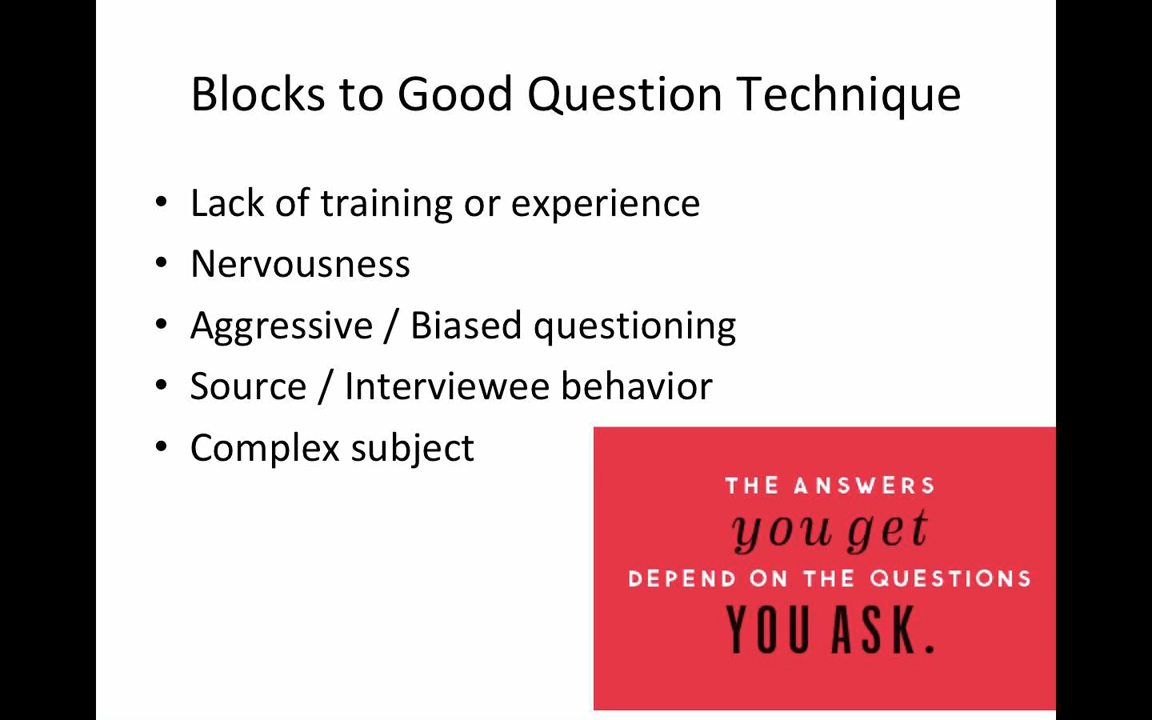 Blocks to Good Question Technique
• Lack of training or experience
• Nervousness
• Aggressive / Biased questioning
• Source / Interviewee behavior
• Complex subject
THE ANSWERS
you get
DEPEND ON THE QUESTIONS
YOU ASK.